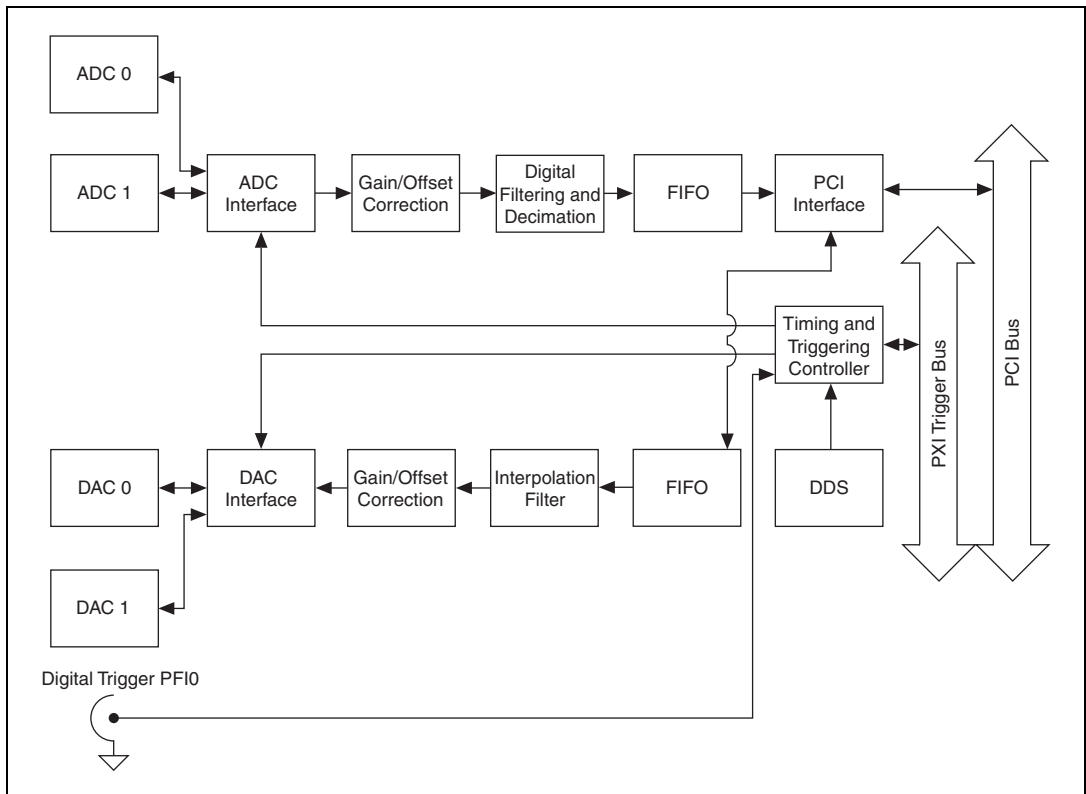 ADC 0
ADC 1
ADC
Interface
Gain/Offset
Correction
Digital
Filtering and
Decimation
FIFO
PCI
Interface
Timing and
Triggering
Controller
PXI Trigger Bus
PCI Bus
DAC 0
DAC
Interface
Gain/Offset
Correction
Interpolation
Filter
FIFO
DDS
DAC 1
Digital Trigger PFI0